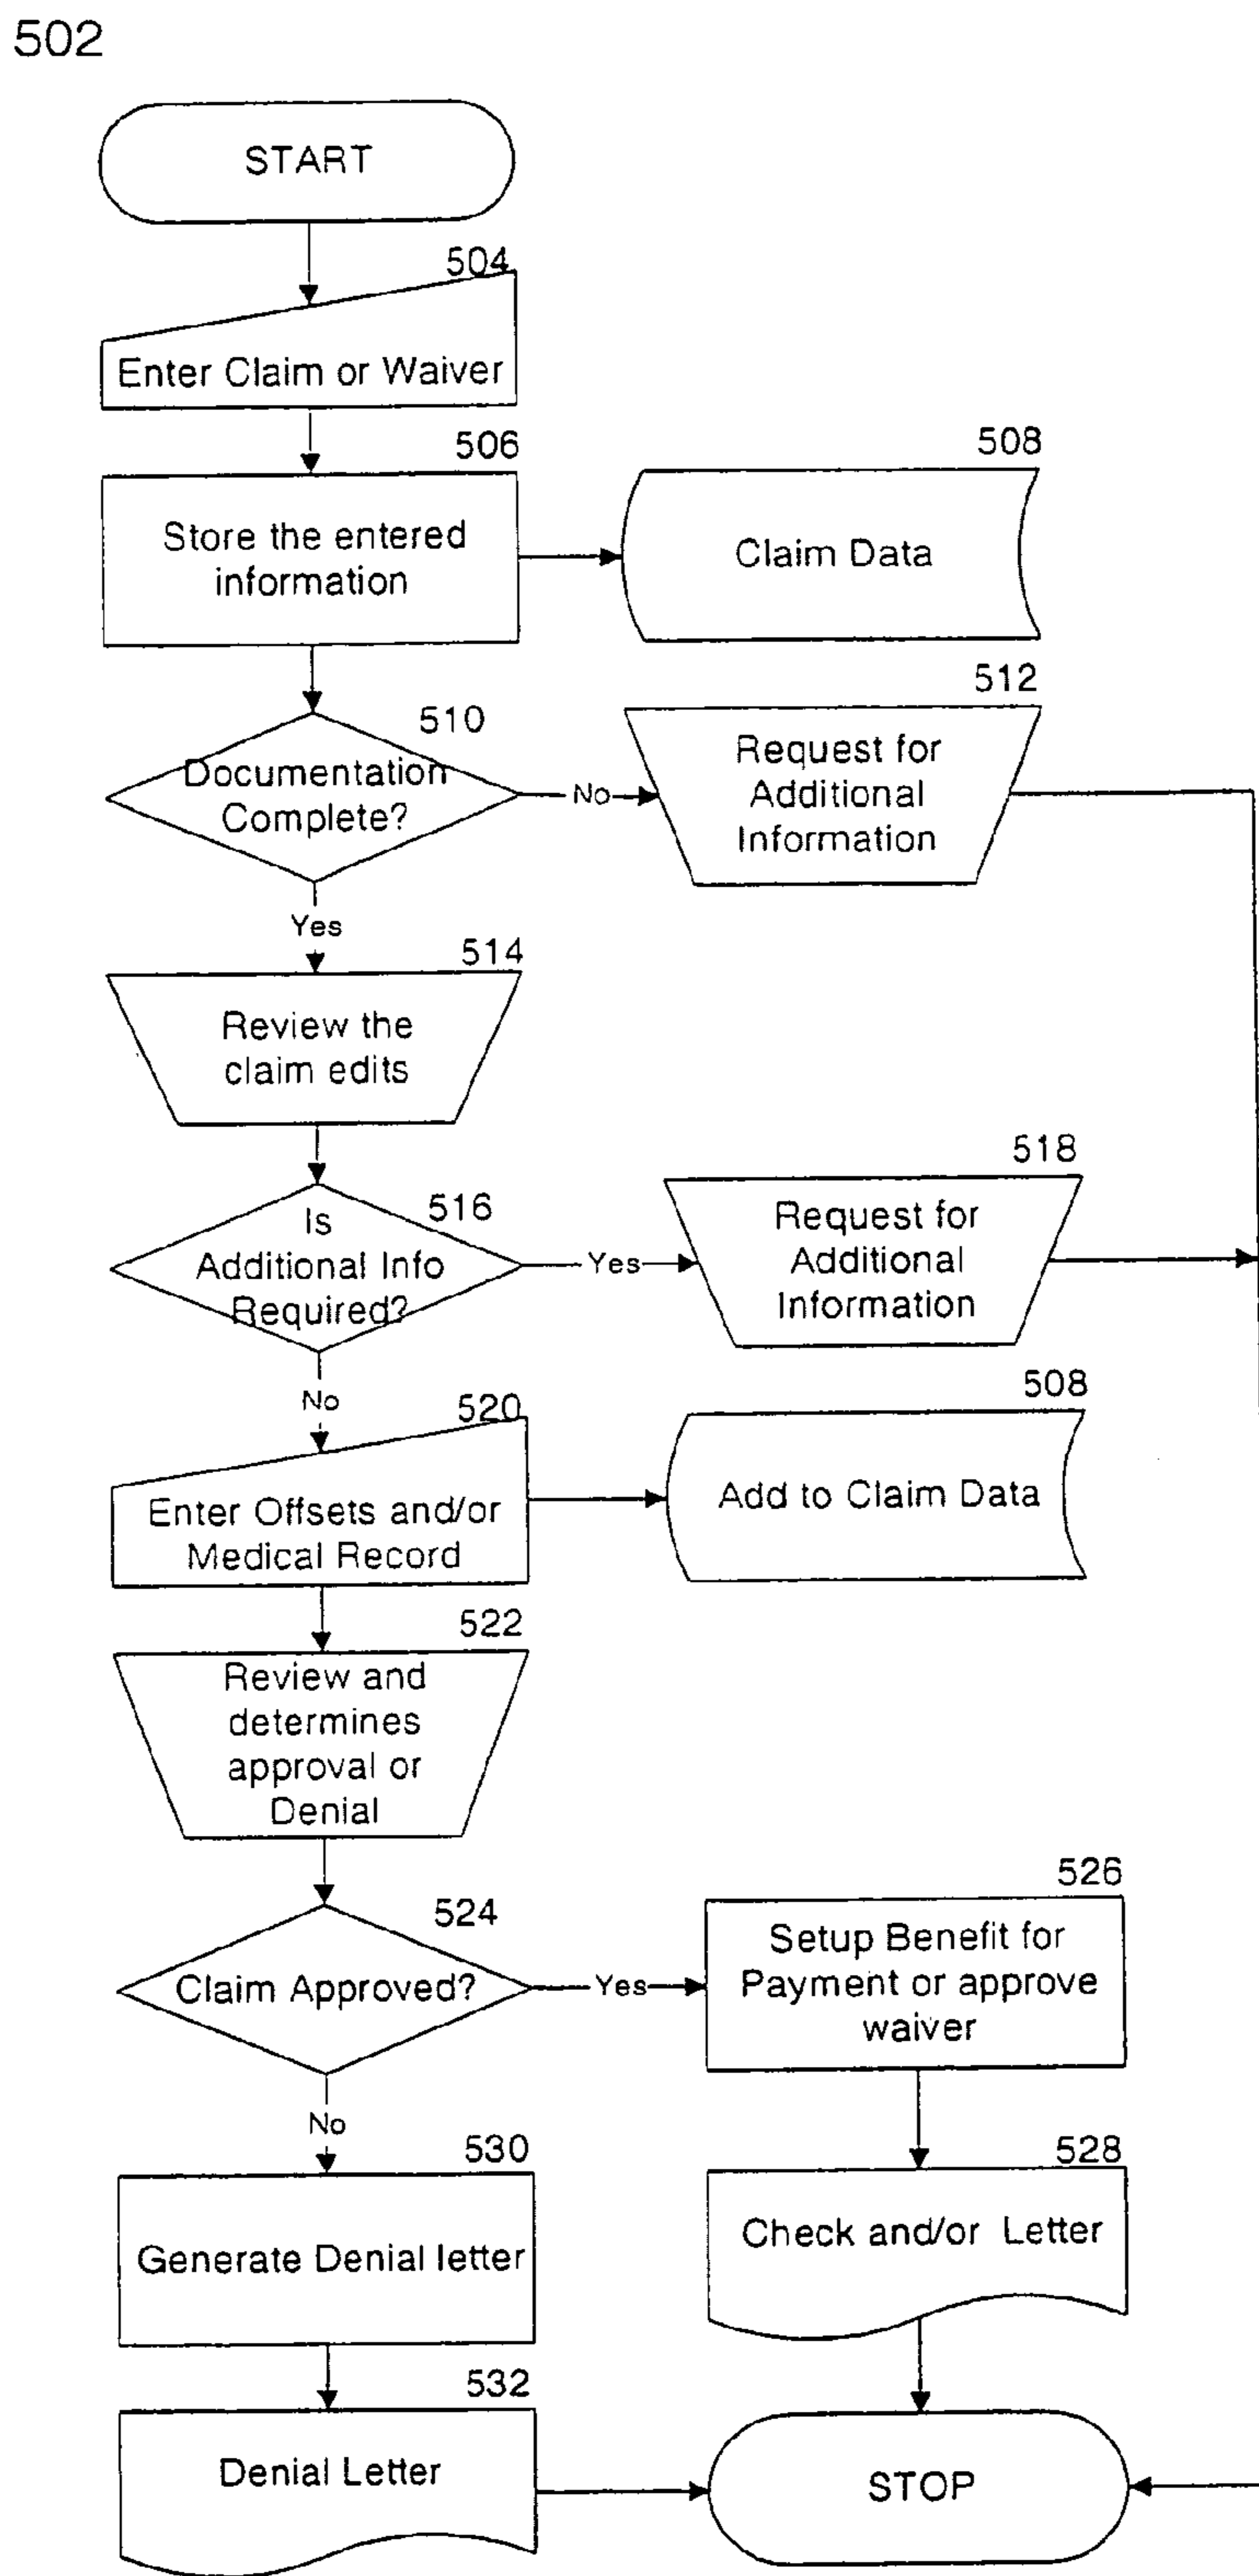 502
START
504
Enter Claim or Waiver
506
Store the entered
information
508
Claim Data
510
Documentation
Complete?
No
512
Request for
Additional
Information
Yes
514
Review the
claim edits
516
Is
Additional Info
Required?
Yes
518
Request for
Additional
Information
No
520
Enter Offsets and/or
Medical Record
508
Add to Claim Data
522
Review and
determines
approval or
Denial
524
Claim Approved?
Yes
526
Setup Benefit for
Payment or approve
waiver
No
530
Generate Denial letter
528
Check and/or Letter
532
Denial Letter
STOP